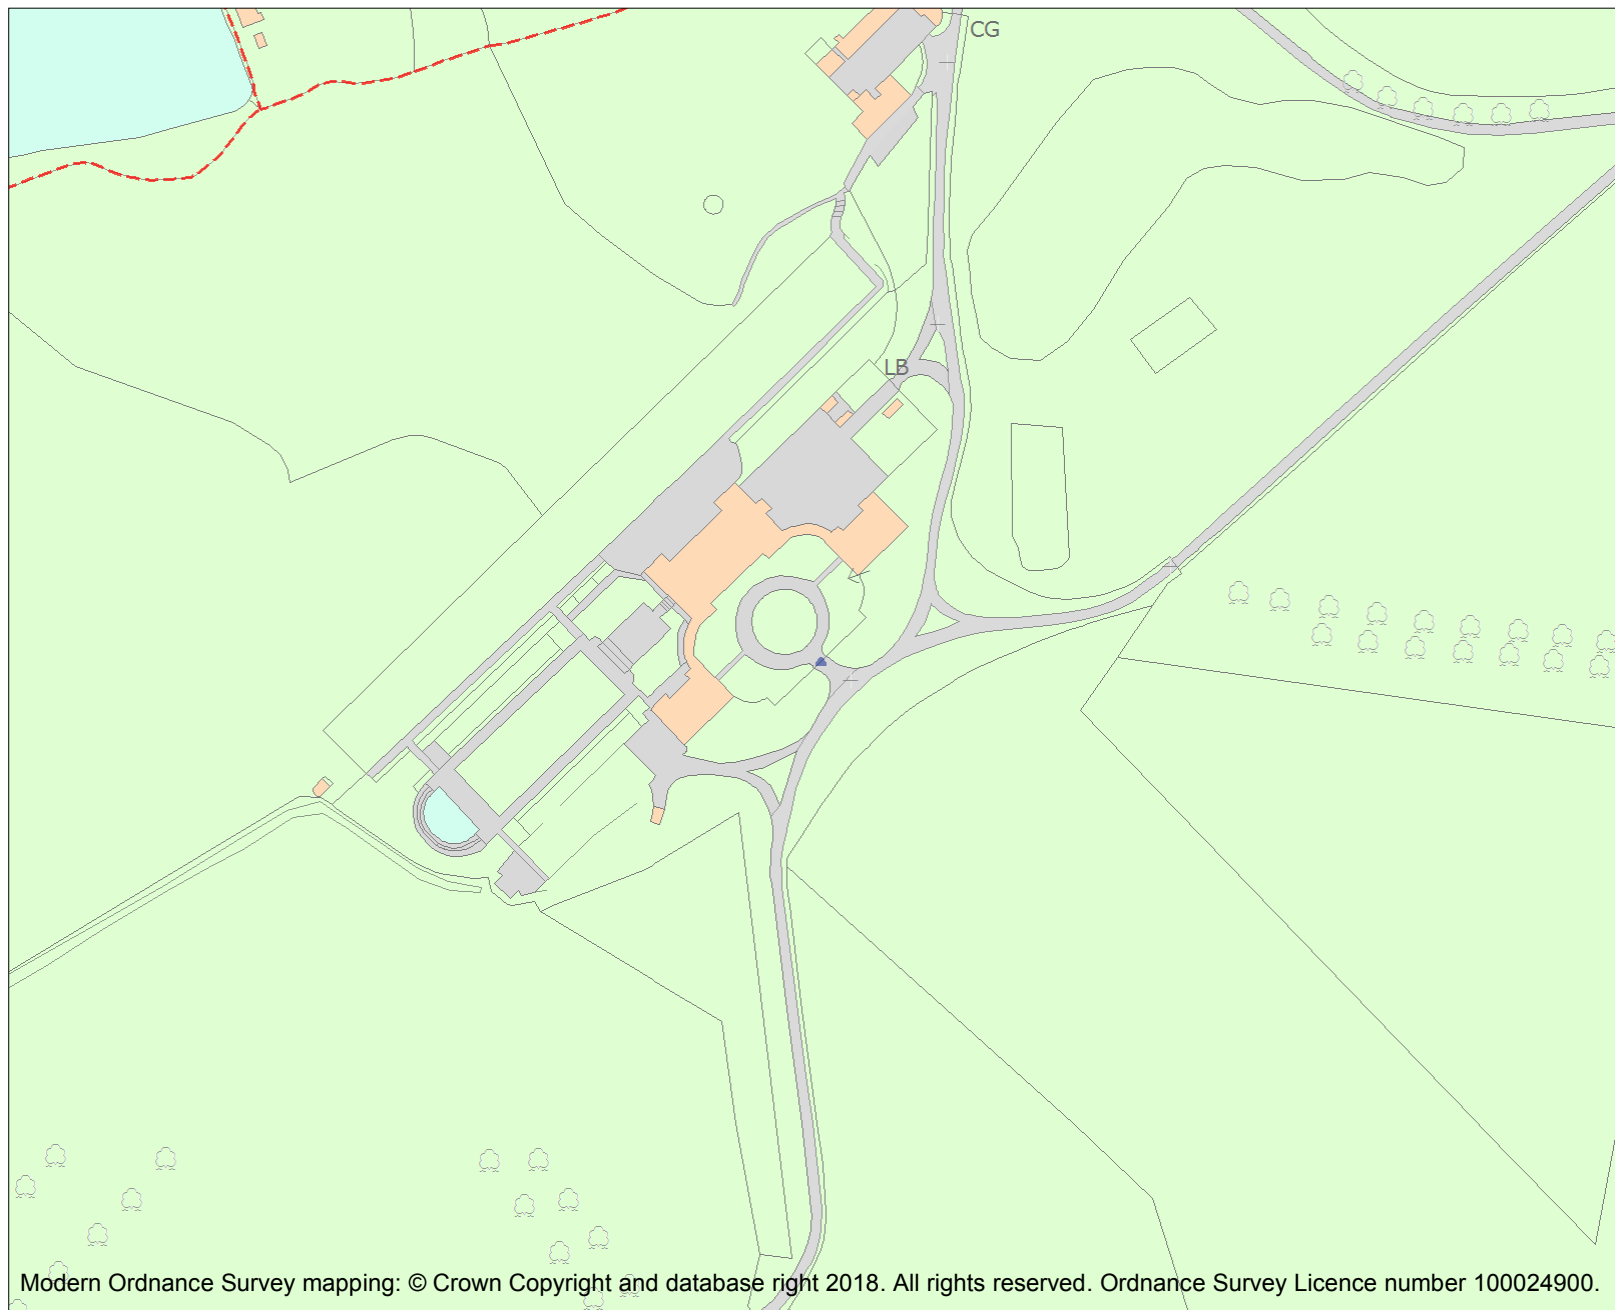 CG
LB
Modern Ordnance Survey mapping: © Crown Copyright and database right 2018. All rights reserved. Ordnance Survey Licence number 100024900.